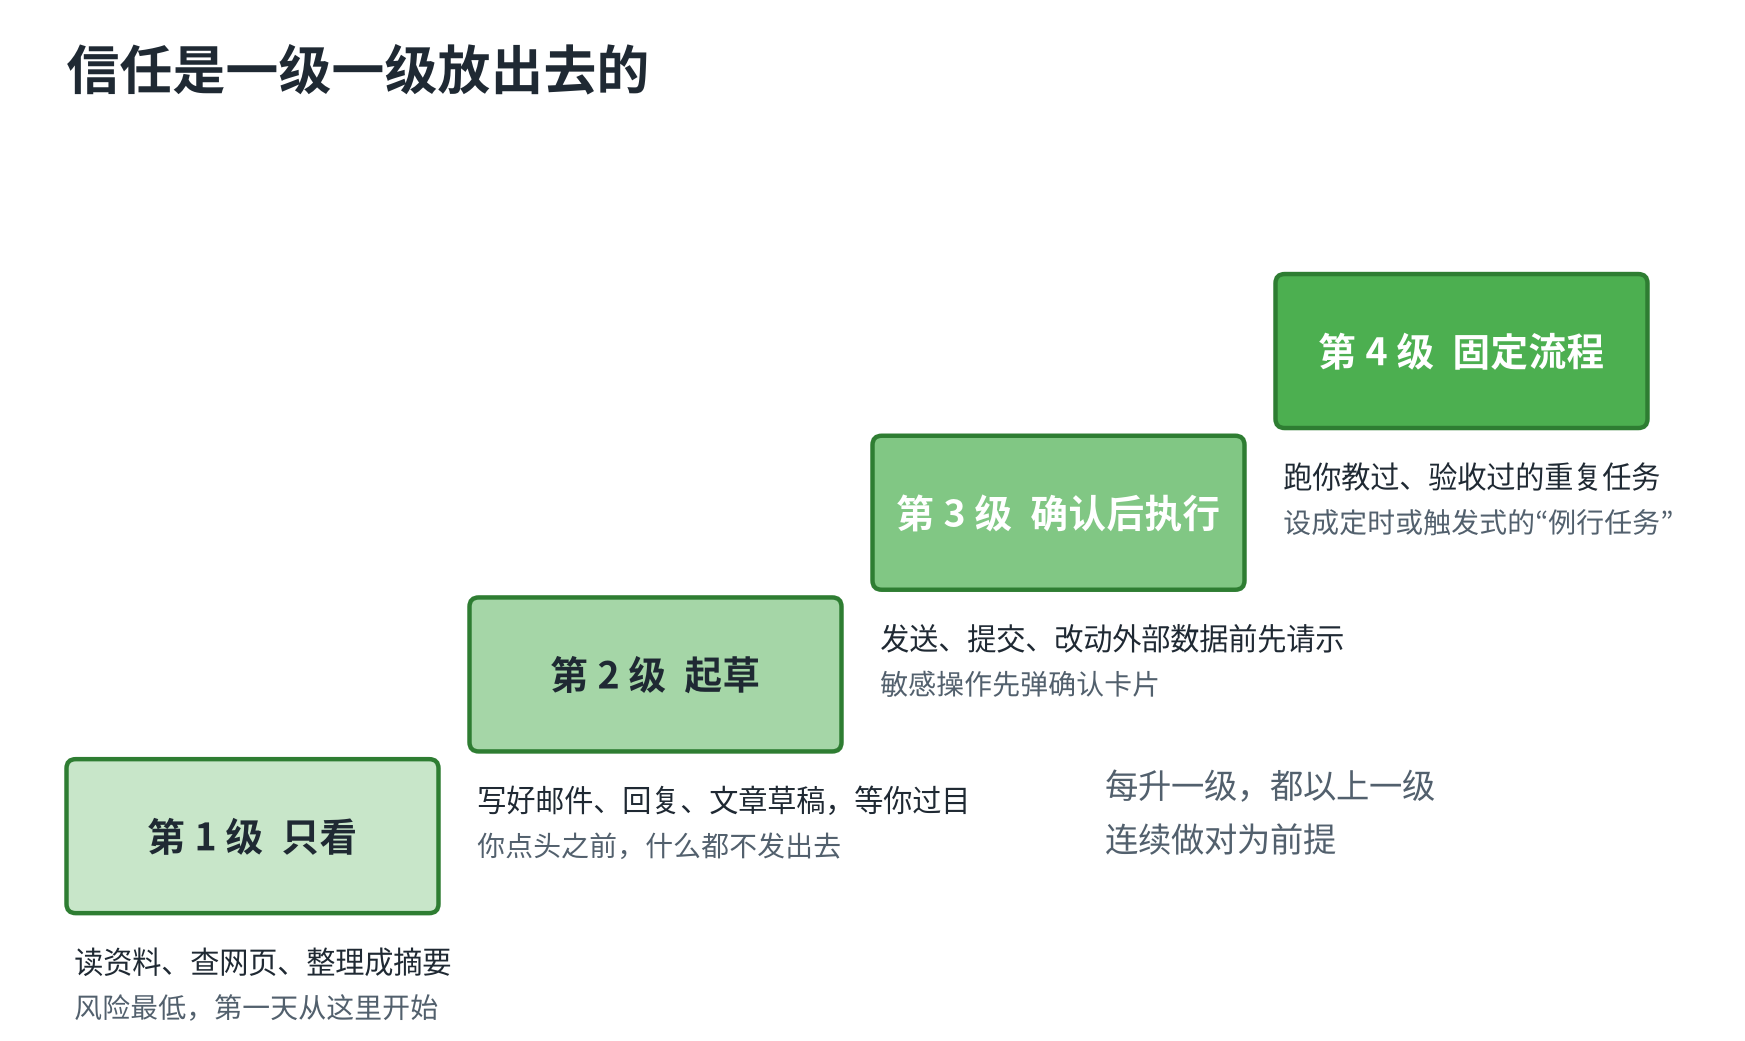 信任是一级一级放出去的
第 1 级 只看
读资料、查网页、整理成摘要
风险最低，第一天从这里开始
第 2 级 起草
写好邮件、回复、文章草稿，等你过目
你点头之前，什么都不发出去
第 3 级 确认后执行
发送、提交、改动外部数据前先请示
敏感操作先弹确认卡片
第 4 级 固定流程
跑你教过、验收过的重复任务
设成定时或触发式的“例行任务”
每升一级，都以上一级
连续做对为前提